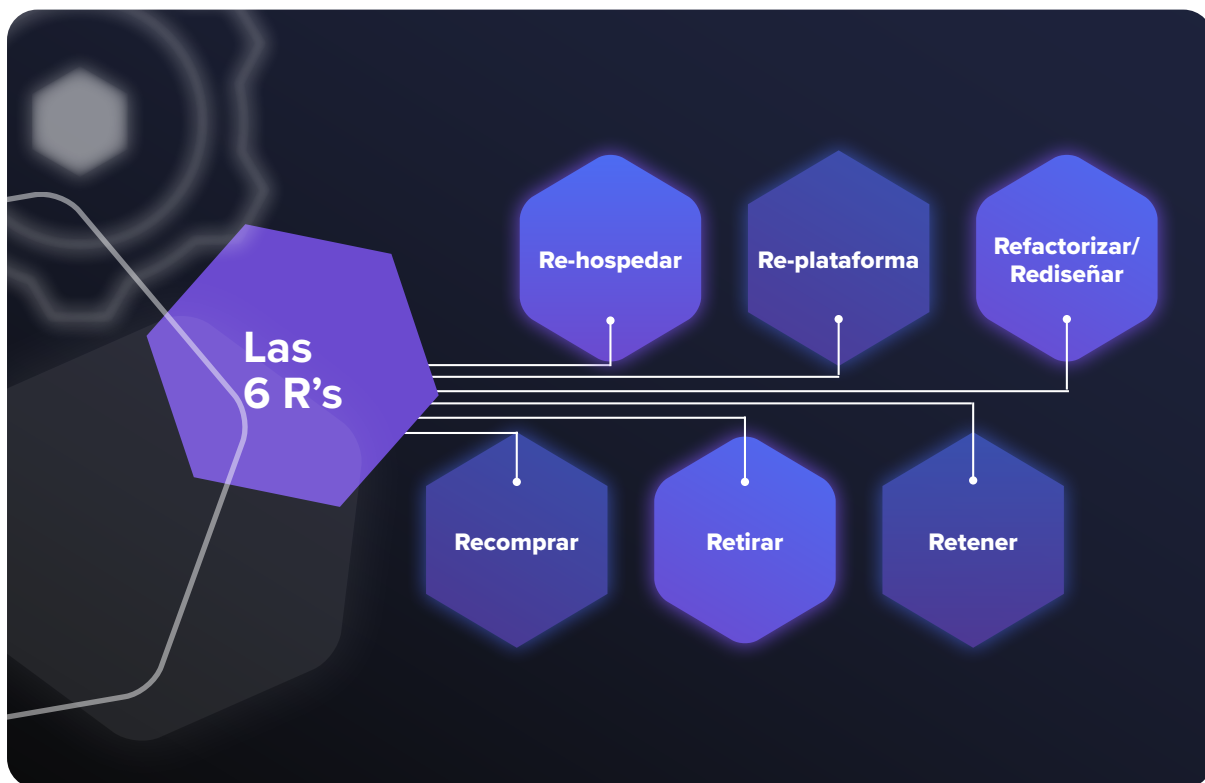 Las
6 R’s
Re-hospedar
Re-plataforma
Refactorizar/
Rediseñar
Recomprar
Retirar
Retener